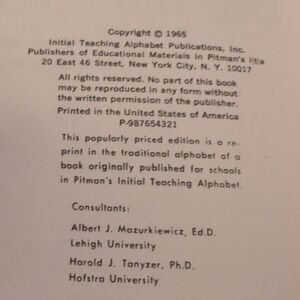 Copyright © 1965
Initial Teaching Alphabet Publications, Inc.
Publishers of Educational Materials in Pitman's i/t/a
20 East 46 Street, New York City, N. Y. 10017
All rights reserved. No part of this book
may be reproduced in any form without
the written permission of the publisher.
Printed in the United States of America
P-987654321
This popularly priced edition is a re-
print in the traditional alphabet of a
book originally published for schools
in Pitman's Initial Teaching Alphabet.
Consultants:
Albert J. Mazurkiewicz, Ed.D.
Lehigh University
Harold J. Tanyzer, Ph.D.
Hofstra University